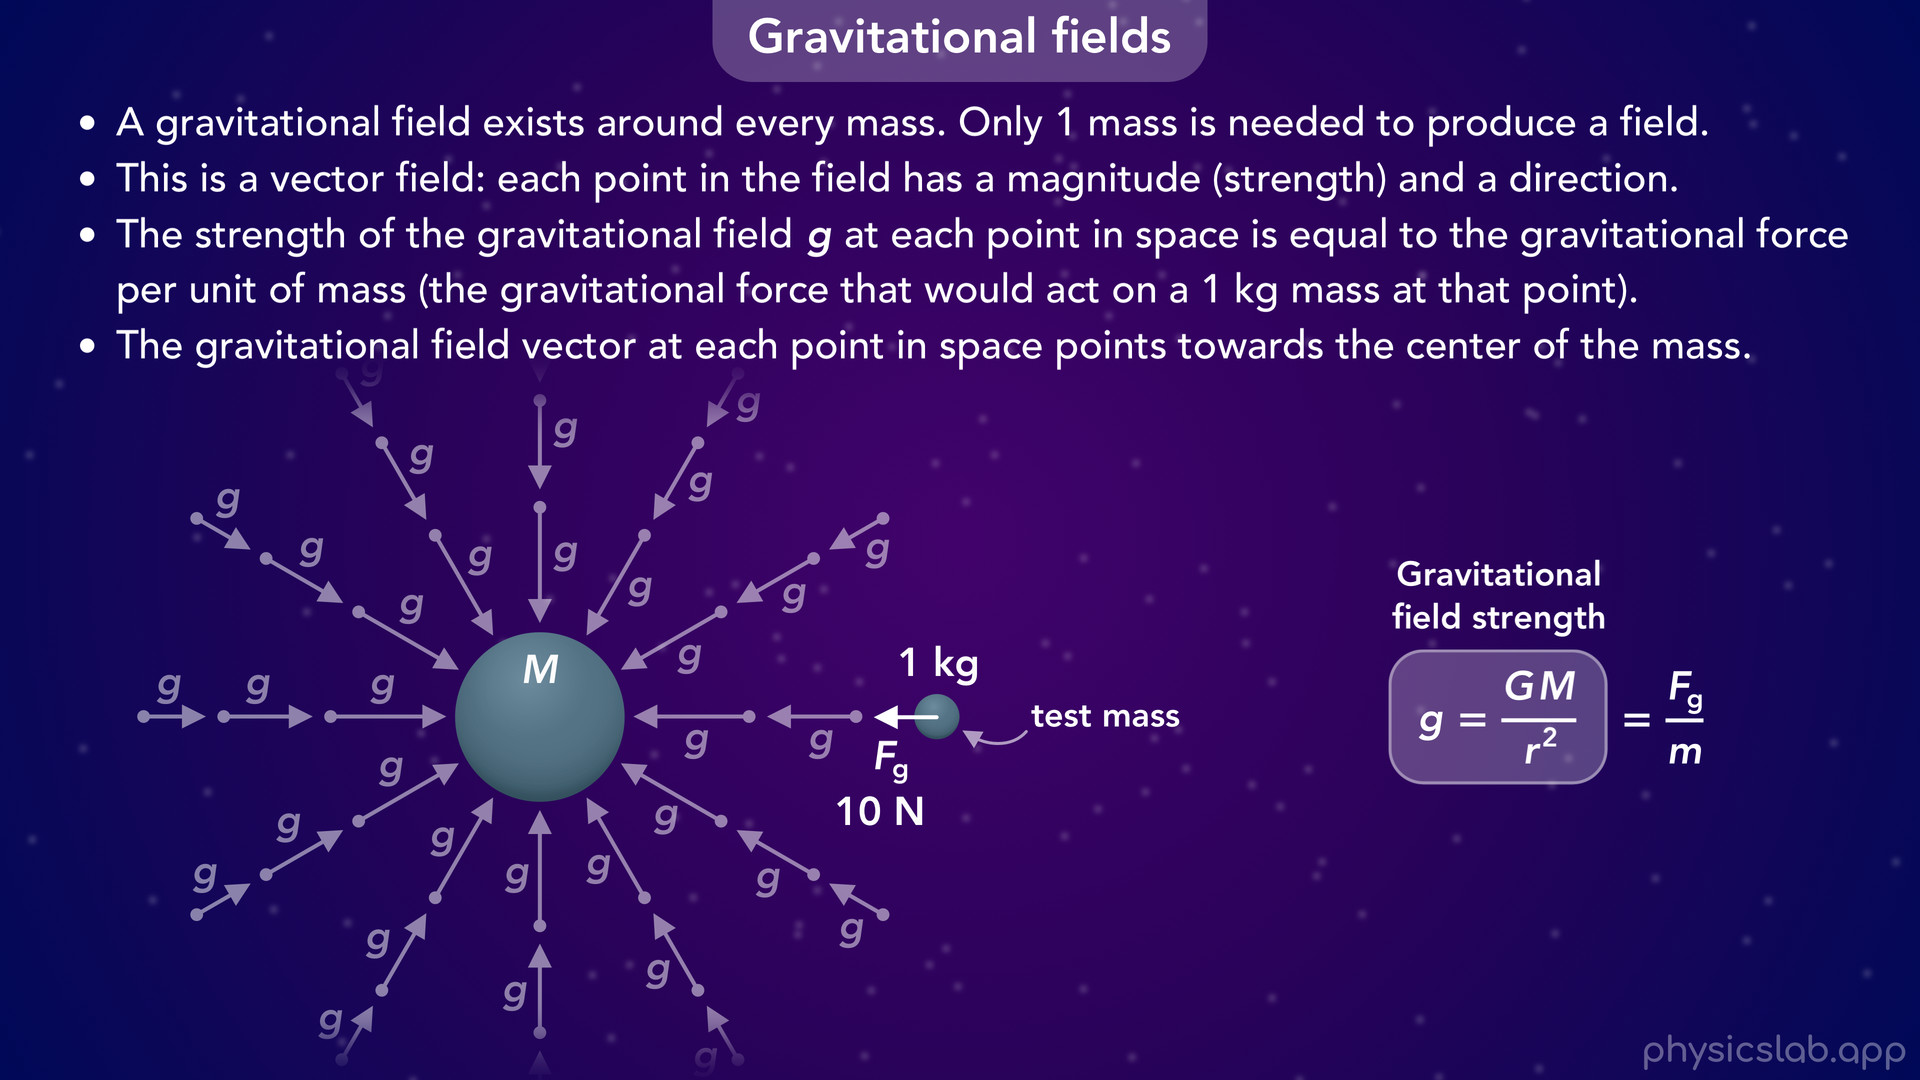 Gravitational fields
• A gravitational field exists around every mass. Only 1 mass is needed to produce a field.
• This is a vector field: each point in the field has a magnitude (strength) and a direction.
• The strength of the gravitational field g at each point in space is equal to the gravitational force
per unit of mass (the gravitational force that would act on a 1 kg mass at that point).
• The gravitational field vector at each point in space points towards the center of the mass.
g g
g g g
g g g
g g g g g
g g g g
M
1 kg
g g g
test mass
g g
F_g
10 N
g g
g g
g g g g g
g g
g g
g g
Gravitational
field strength
g = GM / r² = F_g / m
physicslab.app